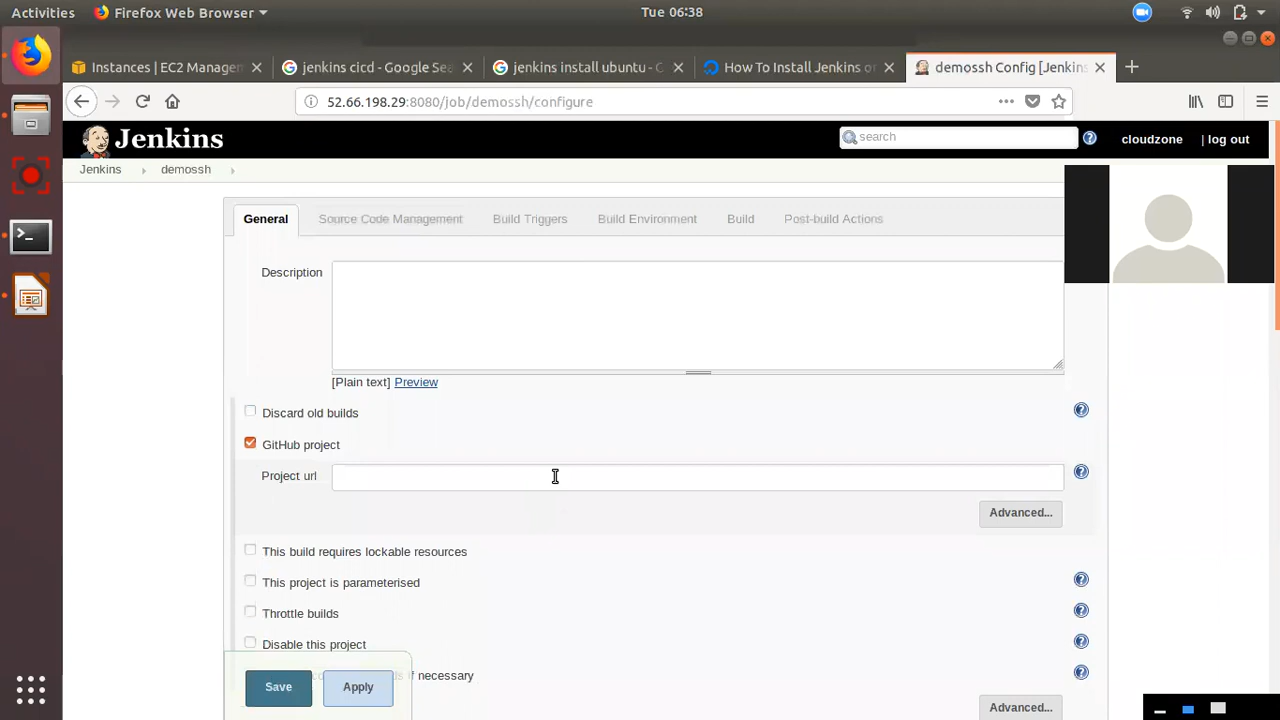 Activities Firefox Web Browser Tue 06:38
Instances | EC2 Managem jenkins cicd - Google Sea jenkins install ubuntu - G How To Install Jenkins on demossh Config [Jenkins
52.66.198.29:8080/job/demossh/configure
Jenkins search cloudzone | log out
Jenkins demossh
General Source Code Management Build Triggers Build Environment Build Post-build Actions
Description
[Plain text] Preview
Discard old builds
GitHub project
Project url
Advanced...
This build requires lockable resources
This project is parameterised
Throttle builds
Disable this project
if necessary
Save Apply
Advanced...